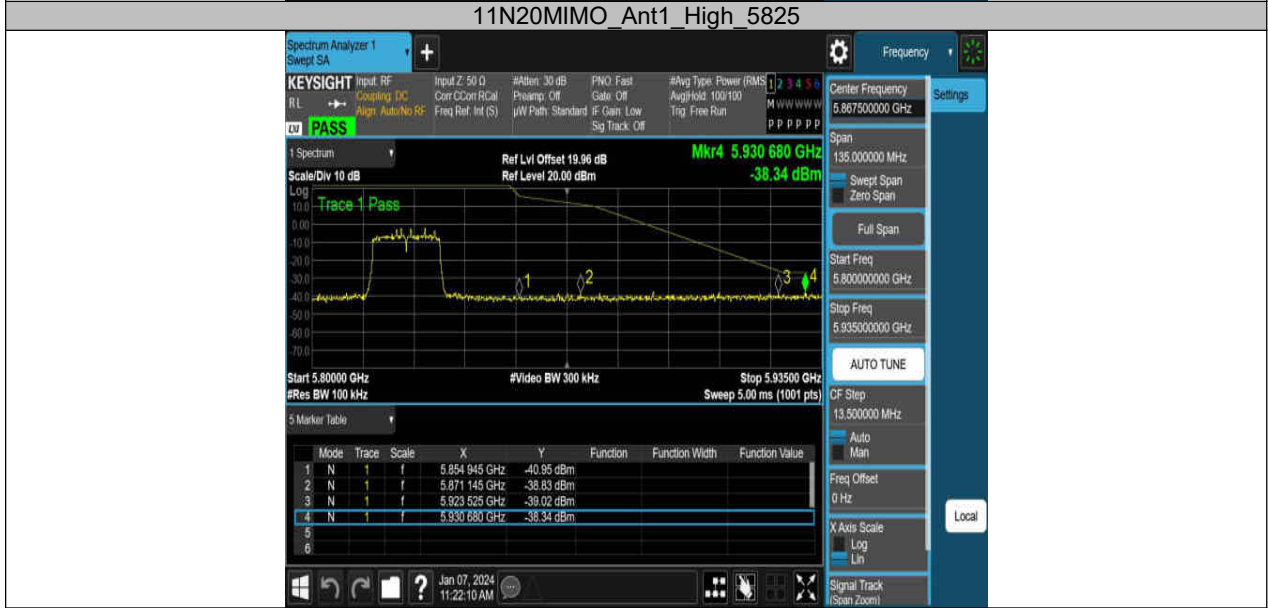 11N20MIMO_Ant1_High_5825
Spectrum Analyzer 1
Swept SA
+
Frequency
KEYSIGHT
RL
LXI
PASS
Input: RF
Coupling: DC
Align: Auto/No RF
Input Z: 50 Ω
Corr CCorr RCal
Freq Ref: Int (S)
#Atten: 30 dB
Preamp: Off
µW Path: Standard
PNO: Fast
Gate: Off
IF Gain: Low
Sig Track: Off
#Avg Type: Power (RMS
Avg|Hold: 100/100
Trig: Free Run
1 2 3 4 5 6
M W W W W W
P P P P P P
1 Spectrum
Scale/Div 10 dB
Ref Lvl Offset 19.96 dB
Ref Level 20.00 dBm
Mkr4 5.930 680 GHz
-38.34 dBm
Log
Trace 1 Pass
10.0
0.00
-10.0
-20.0
-30.0
-40.0
-50.0
-60.0
-70.0
1
2
3
4
Start 5.80000 GHz
#Res BW 100 kHz
#Video BW 300 kHz
Stop 5.93500 GHz
Sweep 5.00 ms (1001 pts)
5 Marker Table
Mode Trace Scale X Y Function Function Width Function Value
1 N 1 f 5.854 945 GHz -40.95 dBm
2 N 1 f 5.871 145 GHz -38.83 dBm
3 N 1 f 5.923 525 GHz -39.02 dBm
4 N 1 f 5.930 680 GHz -38.34 dBm
5
6
Jan 07, 2024
11:22:10 AM
Center Frequency
5.867500000 GHz
Settings
Span
135.000000 MHz
Swept Span
Zero Span
Full Span
Start Freq
5.800000000 GHz
Stop Freq
5.935000000 GHz
AUTO TUNE
CF Step
13.500000 MHz
Auto
Man
Freq Offset
0 Hz
X Axis Scale
Log
Lin
Signal Track
(Span Zoom)
Local